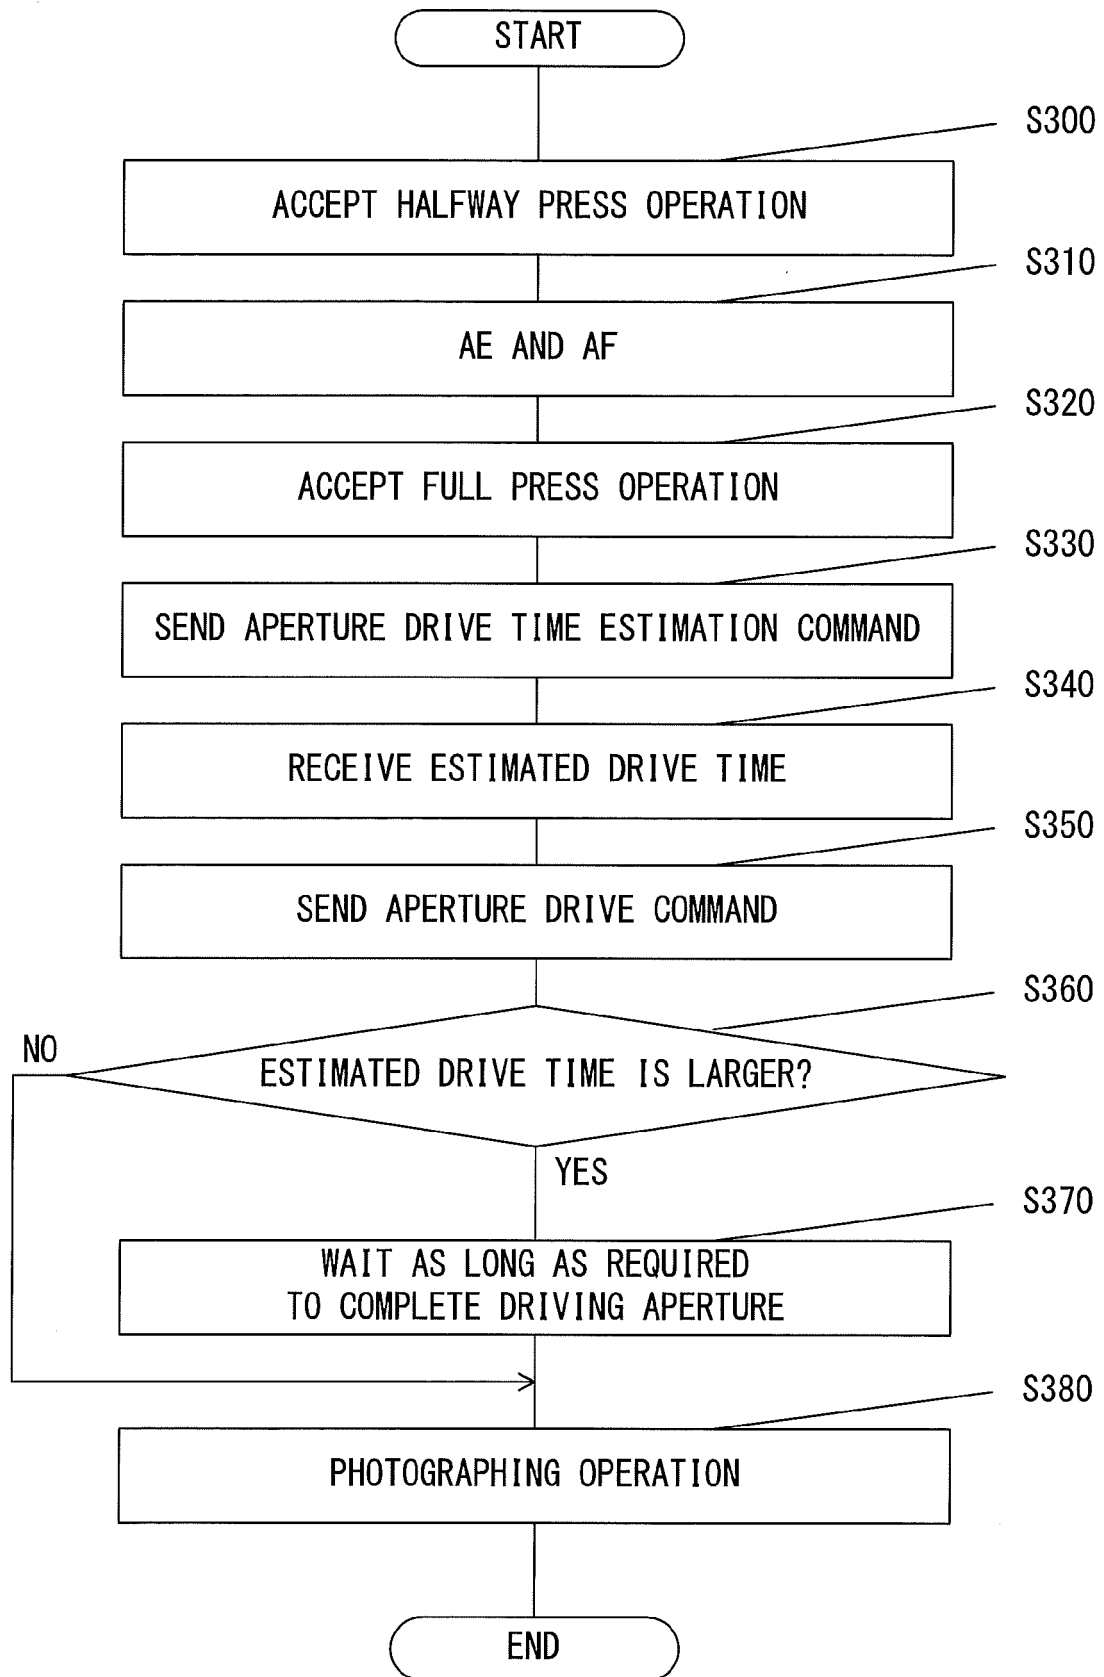 START
S300
ACCEPT HALFWAY PRESS OPERATION
S310
AE AND AF
S320
ACCEPT FULL PRESS OPERATION
S330
SEND APERTURE DRIVE TIME ESTIMATION COMMAND
S340
RECEIVE ESTIMATED DRIVE TIME
S350
SEND APERTURE DRIVE COMMAND
S360
NO
ESTIMATED DRIVE TIME IS LARGER?
YES
S370
WAIT AS LONG AS REQUIRED
TO COMPLETE DRIVING APERTURE
S380
PHOTOGRAPHING OPERATION
END